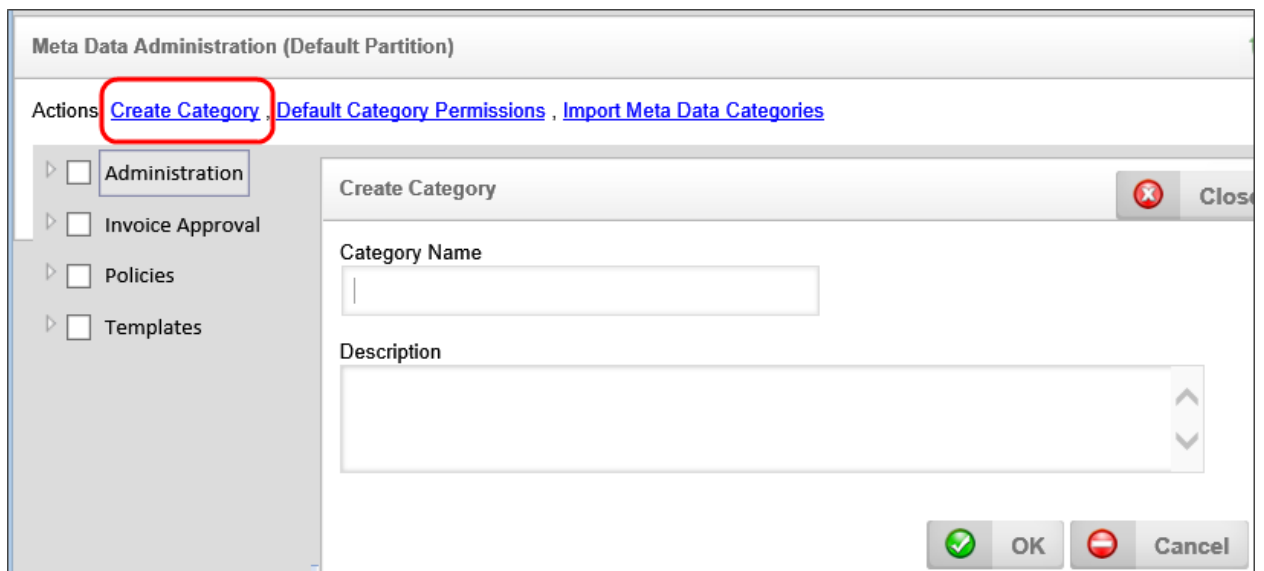 Meta Data Administration (Default Partition)
Actions Create Category , Default Category Permissions , Import Meta Data Categories
Administration
Invoice Approval
Policies
Templates
Create Category
Close
Category Name
Description
OK
Cancel